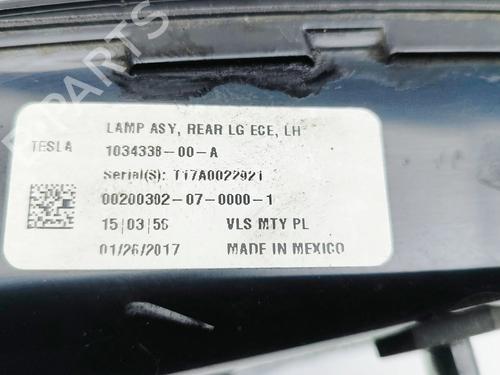 PARTS
LAMP ASY, REAR LG ECE, LH
TESLA
1034338-00-A
Serial(S): T17A0022921
00200302-07-0000-1
15|03|56 VLS MTY PL
01/26/2017 MADE IN MEXICO